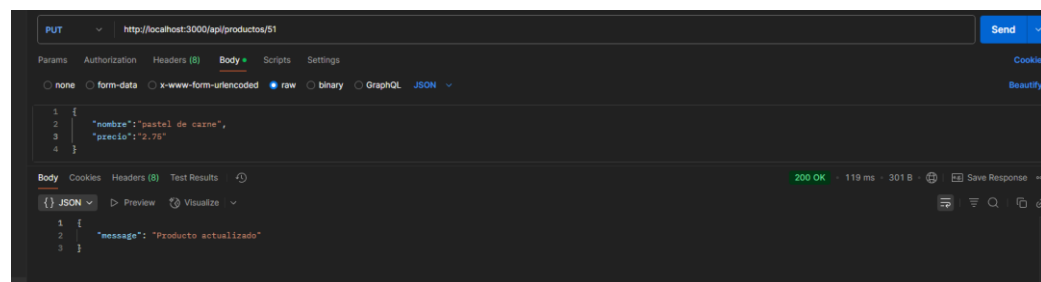 PUT http://localhost:3000/api/productos/51 Send
Params Authorization Headers (8) Body Scripts Settings Cookie
none form-data x-www-form-urlencoded raw binary GraphQL JSON Beautify
1 {
2 "nombre":"pastel de carne",
3 "precio":"2.76"
4 }
Body Cookies Headers (8) Test Results 200 OK 119 ms 301 B Save Response
{} JSON Preview Visualize
1 {
2 "message": "Producto actualizado"
3 }